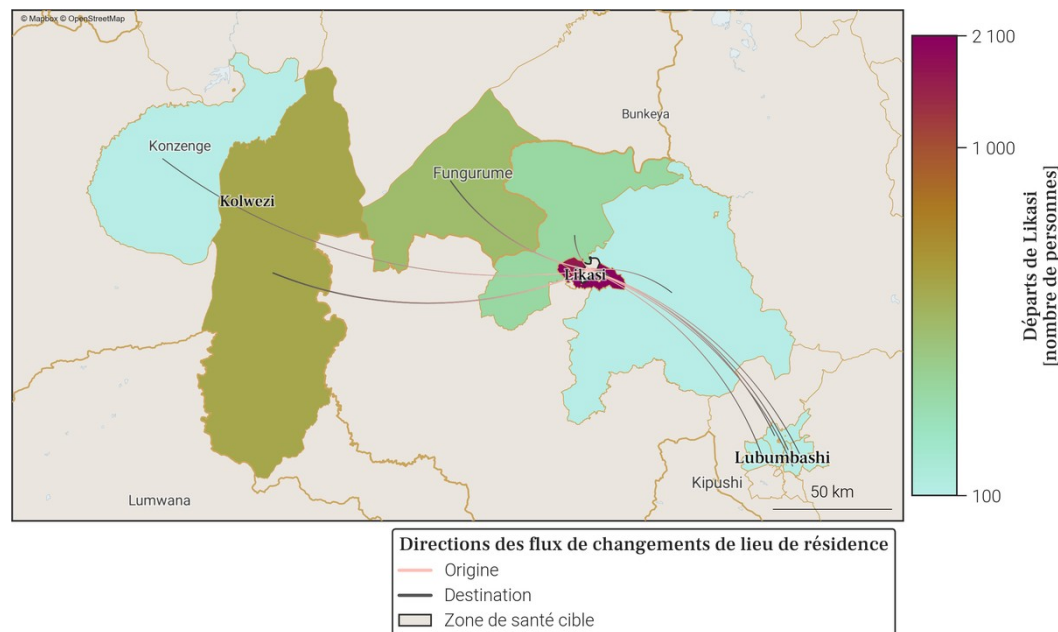 © Mapbox © OpenStreetMap
Bunkeya
Konzenge
Fungurume
Kolwezi
Likasi
Lubumbashi
Kipushi
Lumwana
50 km
2 100
1 000
100
Départs de Likasi
[nombre de personnes]
Directions des flux de changements de lieu de résidence
Origine
Destination
Zone de santé cible